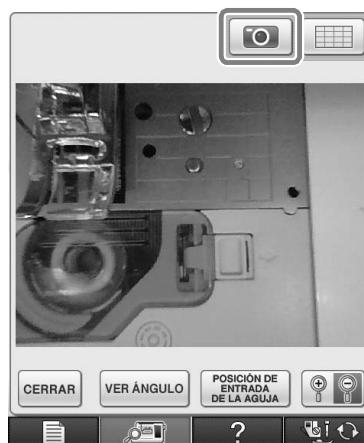 CERRAR
VER ÁNGULO
POSICIÓN DE
ENTRADA
DE LA AGUJA
?